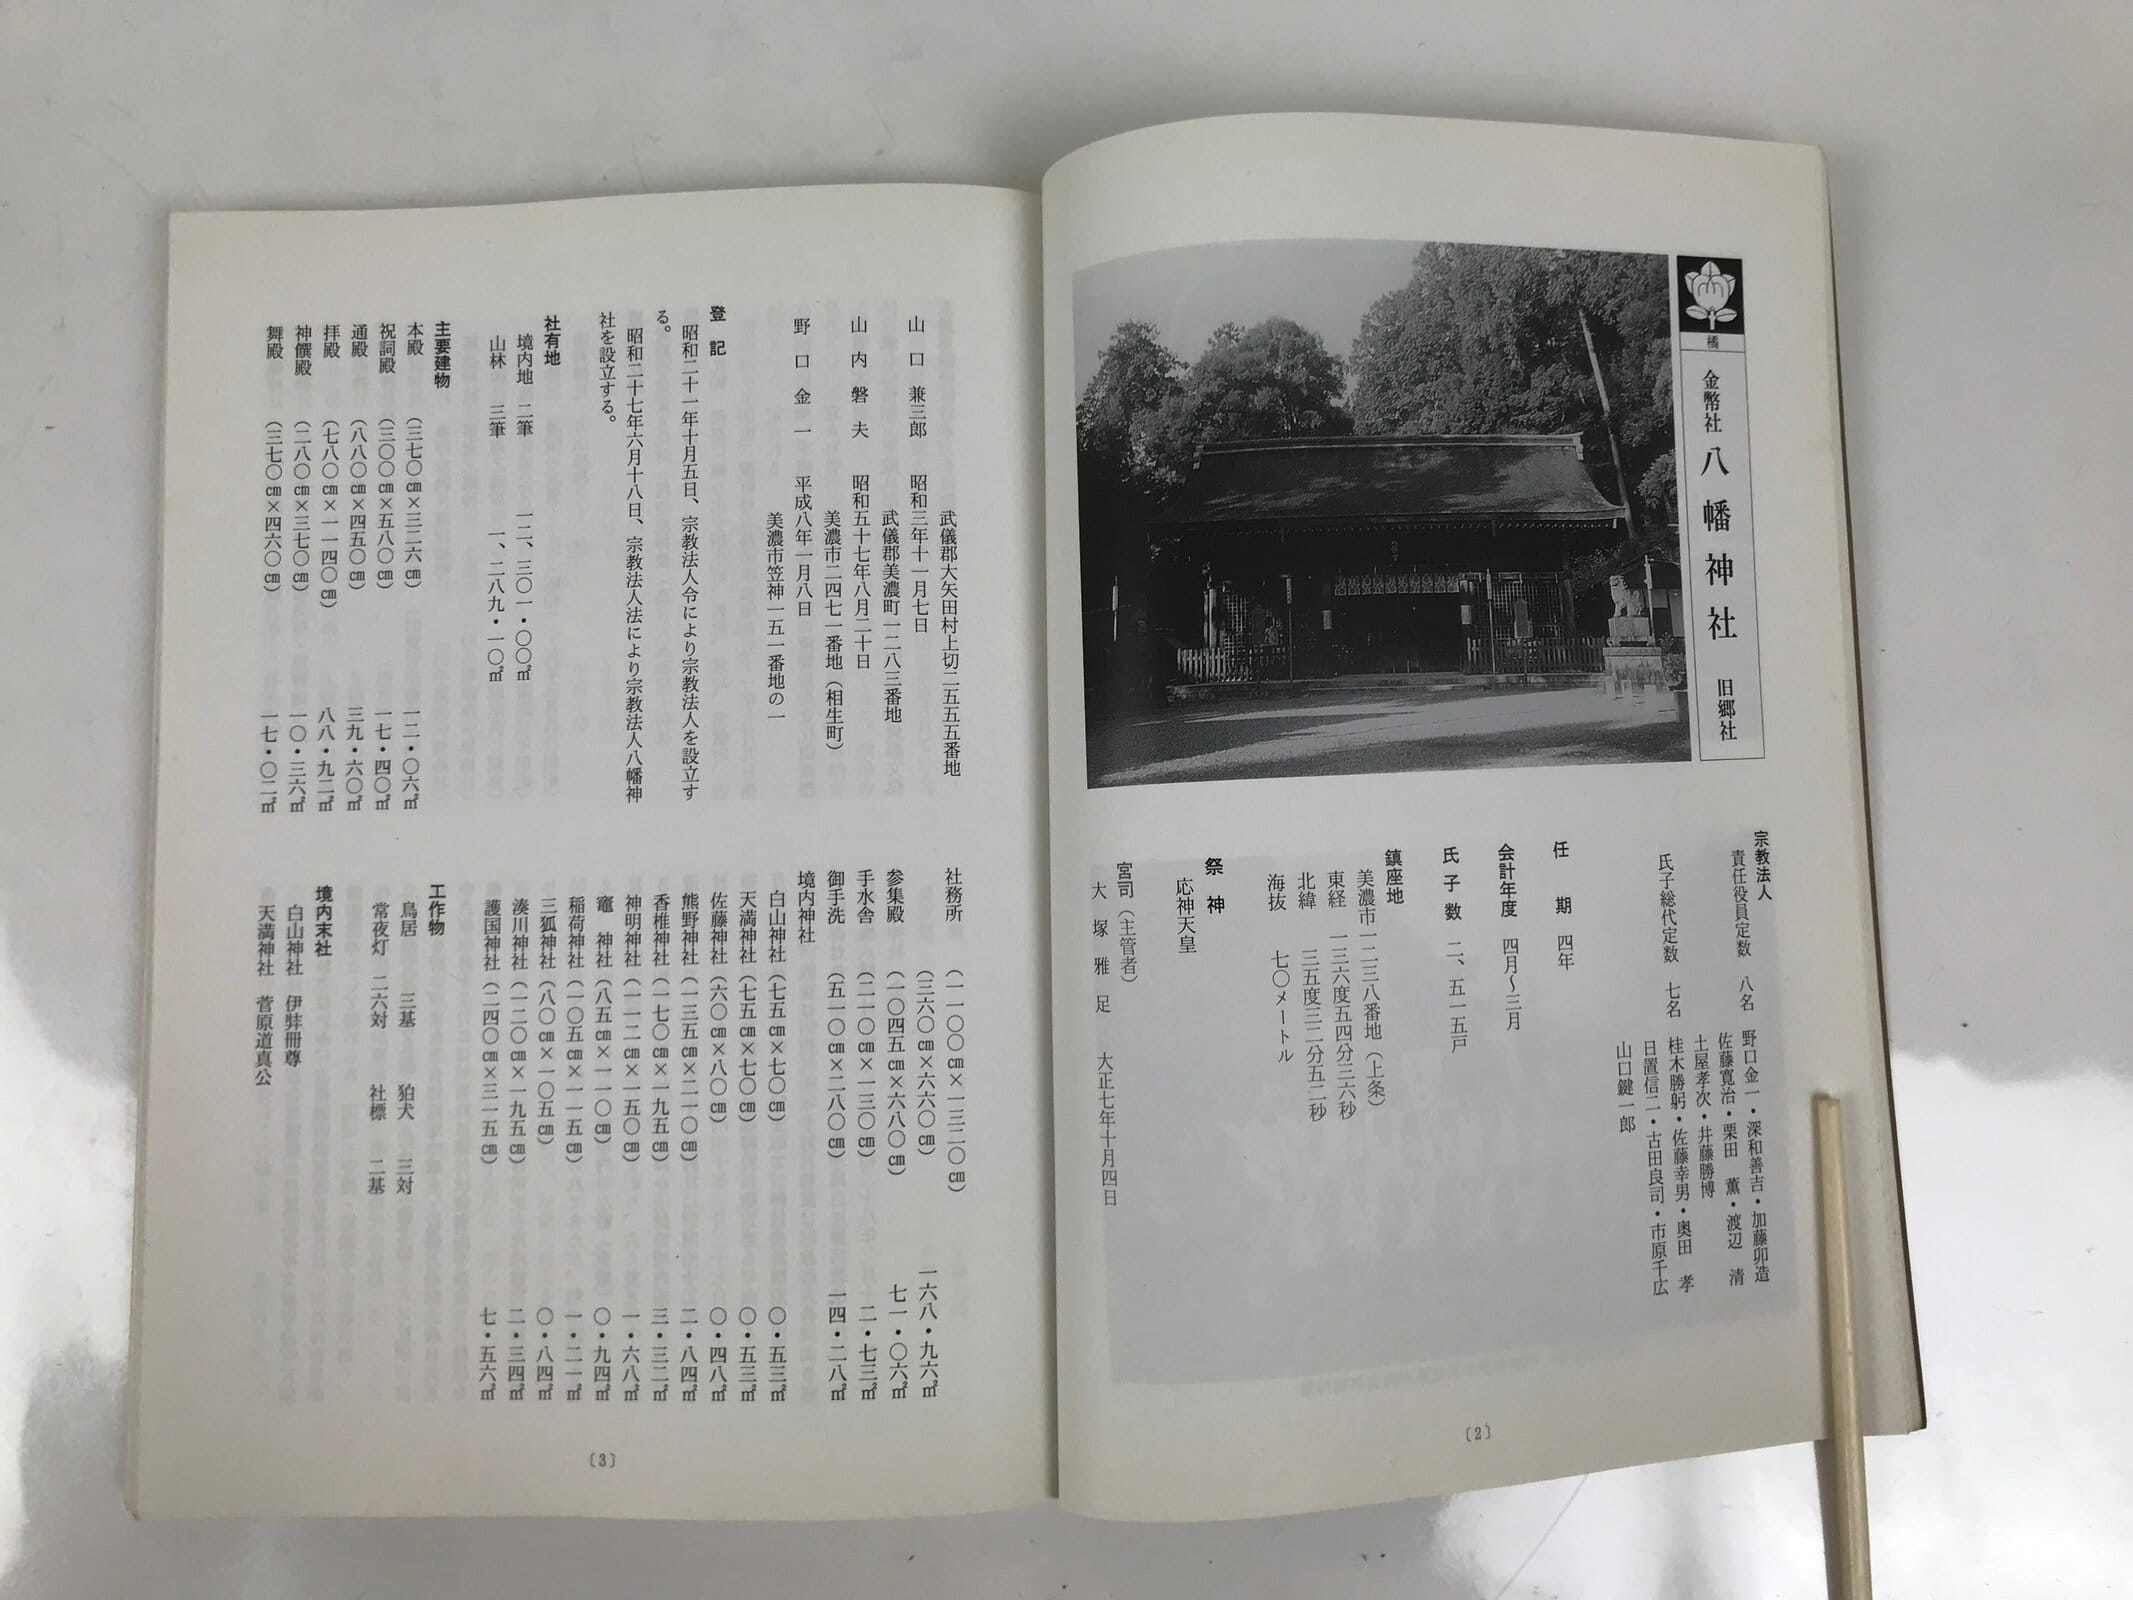 橘
金幣社 八幡神社 旧郷社
宗教法人
責任役員定数 八名 野口金一・深和善吉・加藤卯造
佐藤寛治・栗田 薫・渡辺 清
土屋孝次・井藤勝博
氏子総代定数 七名 桂木勝躬・佐藤幸男・奥田 孝
日置信二・古田良司・市原千広
山口鍵一郎
任 期 四年
会計年度 四月〜三月
氏子数 二、五一五戸
鎮座地
美濃市一二三八番地(上条)
東経 一三六度五四分三六秒
北緯 三五度三二分五二秒
海抜 七〇メートル
祭 神
応神天皇
宮司(主管者)
大塚雅足 大正七年十月四日
〔2〕
武儀郡大矢田村上切二五五五番地
山口兼三郎 昭和三年十一月七日
武儀郡美濃町一二八三番地
山内磐夫 昭和五十七年八月二十日
美濃市二四七一番地(相生町)
野口金一 平成八年一月八日
美濃市笠神一五一番地の一
登 記
昭和二十一年十月五日、宗教法人令により宗教法人を設立す
る。
昭和二十七年六月十八日、宗教法人法により宗教法人八幡神
社を設立する。
社有地
境内地 二筆 一二、三〇一・〇〇㎡
山林 三筆 一、二八九・一〇㎡
主要建物
本殿 (三七〇㎝×三二六㎝) 一二・〇六㎡
祝詞殿 (三〇〇㎝×五八〇㎝) 一七・四〇㎡
通殿 (八八〇㎝×四五〇㎝) 三九・六〇㎡
拝殿 (七八〇㎝×一一四〇㎝) 八八・九二㎡
神饌殿 (二八〇㎝×三七〇㎝) 一〇・三六㎡
舞殿 (三七〇㎝×四六〇㎝) 一七・〇二㎡
社務所 (一一〇〇㎝×一三二〇㎝)
(三六〇㎝×六六〇㎝) 一六八・九六㎡
参集殿 (一〇四五㎝×六八〇㎝) 七一・〇六㎡
手水舎 (二一〇㎝×一三〇㎝) 二・七三㎡
御手洗 (五一〇㎝×二八〇㎝) 一四・二八㎡
境内神社
白山神社 (七五㎝×七〇㎝) 〇・五三㎡
天満神社 (七五㎝×七〇㎝) 〇・五三㎡
佐藤神社 (六〇㎝×八〇㎝) 〇・四八㎡
熊野神社 (一三五㎝×二一〇㎝) 二・八四㎡
香椎神社 (一七〇㎝×一九五㎝) 三・三二㎡
神明神社 (一一二㎝×一五〇㎝) 一・六八㎡
竈 神社 (八五㎝×一一〇㎝) 〇・九四㎡
稲荷神社 (一〇五㎝×一一五㎝) 一・二一㎡
三狐神社 (八〇㎝×一〇五㎝) 〇・八四㎡
湊川神社 (一二〇㎝×一九五㎝) 二・三四㎡
護国神社 (二四〇㎝×三一五㎝) 七・五六㎡
工作物
鳥居 三基 狛犬 三対
常夜灯 二六対 社標 二基
境内末社
白山神社 伊弉冊尊
天満神社 菅原道真公
〔3〕